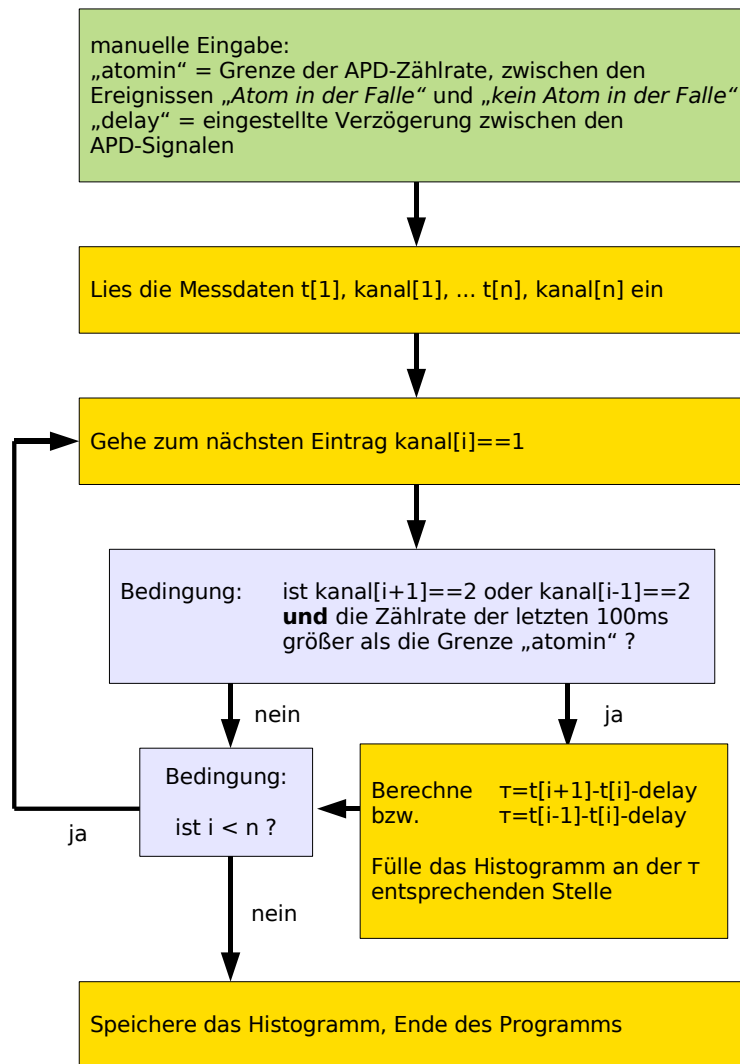 manuelle Eingabe:
„atomin“ = Grenze der APD-Zählrate, zwischen den
Ereignissen „Atom in der Falle“ und „kein Atom in der Falle“
„delay“ = eingestellte Verzögerung zwischen den
APD-Signalen
Lies die Messdaten t[1], kanal[1], ... t[n], kanal[n] ein
Gehe zum nächsten Eintrag kanal[i]==1
Bedingung: ist kanal[i+1]==2 oder kanal[i-1]==2
und die Zählrate der letzten 100ms
größer als die Grenze „atomin“ ?
nein
ja
Berechne τ=t[i+1]-t[i]-delay
bzw. τ=t[i-1]-t[i]-delay
Fülle das Histogramm an der τ
entsprechenden Stelle
Bedingung:
ist i < n ?
ja
nein
Speichere das Histogramm, Ende des Programms